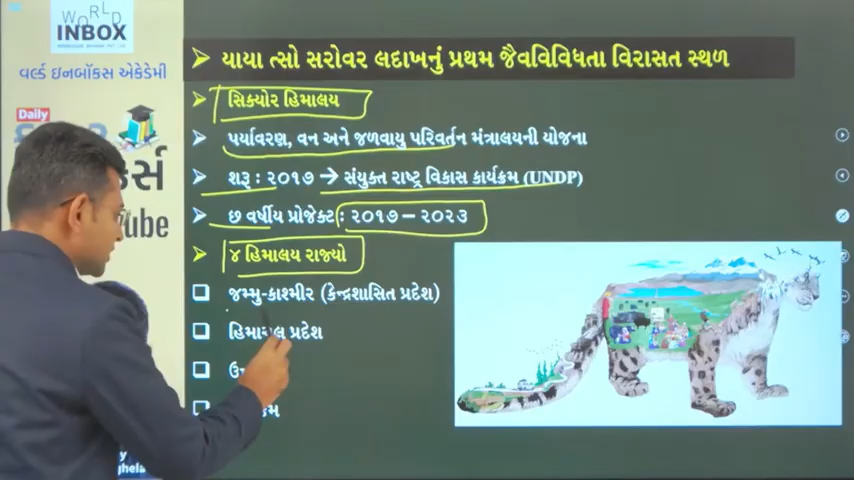 WORLD
INBOX
વર્લ્ડ ઇનબૉક્સ એકેડેમી
Daily
ર્સ
ube
યાયા ત્સો સરોવર લદાખનું પ્રથમ જૈવવિવિધતા વિરાસત સ્થળ
સિક્યોર હિમાલય
પર્યાવરણ, વન અને જળવાયુ પરિવર્તન મંત્રાલયની યોજના
શરૂ : ૨૦૧૭ → સંયુક્ત રાષ્ટ્ર વિકાસ કાર્યક્રમ (UNDP)
છ વર્ષીય પ્રોજેક્ટ : ૨૦૧૭ – ૨૦૨૩
૪ હિમાલય રાજ્યો
જમ્મુ-કાશ્મીર (કેન્દ્રશાસિત પ્રદેશ)
હિમાચલ પ્રદેશ